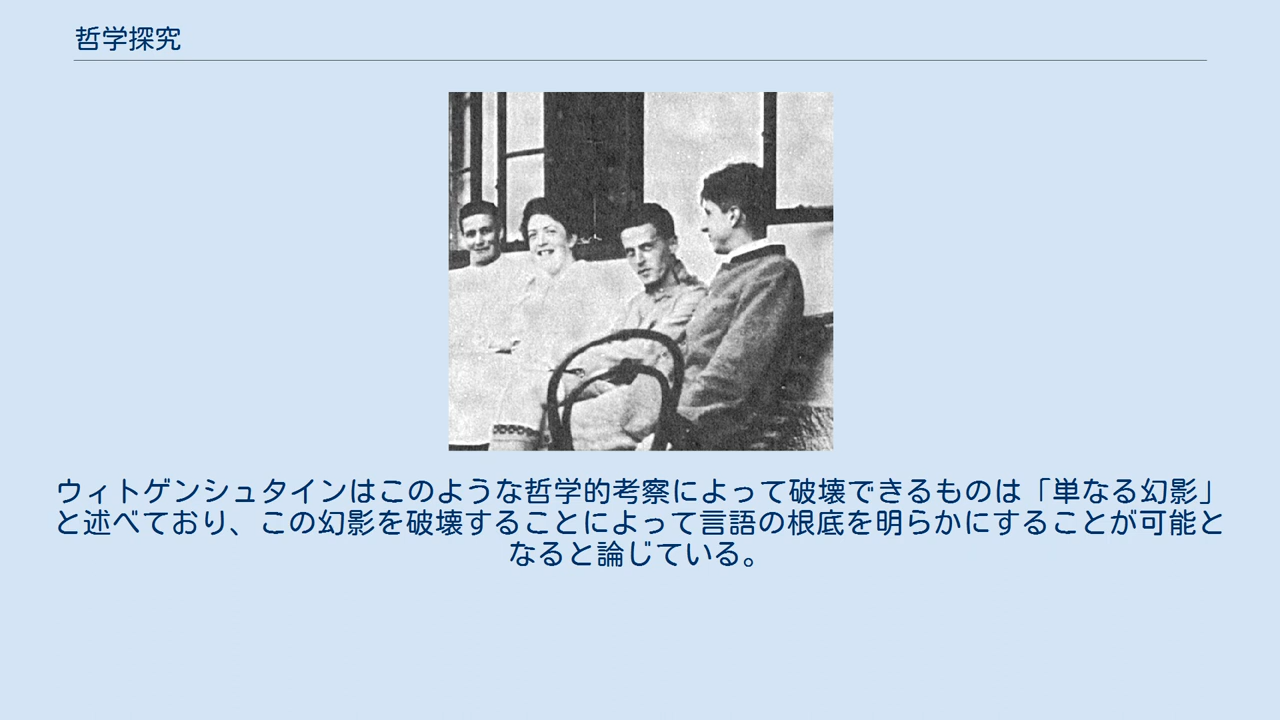 哲学探究
ウィトゲンシュタインはこのような哲学的考察によって破壊できるものは「単なる幻影」
と述べており、この幻影を破壊することによって言語の根底を明らかにすることが可能と
なると論じている。